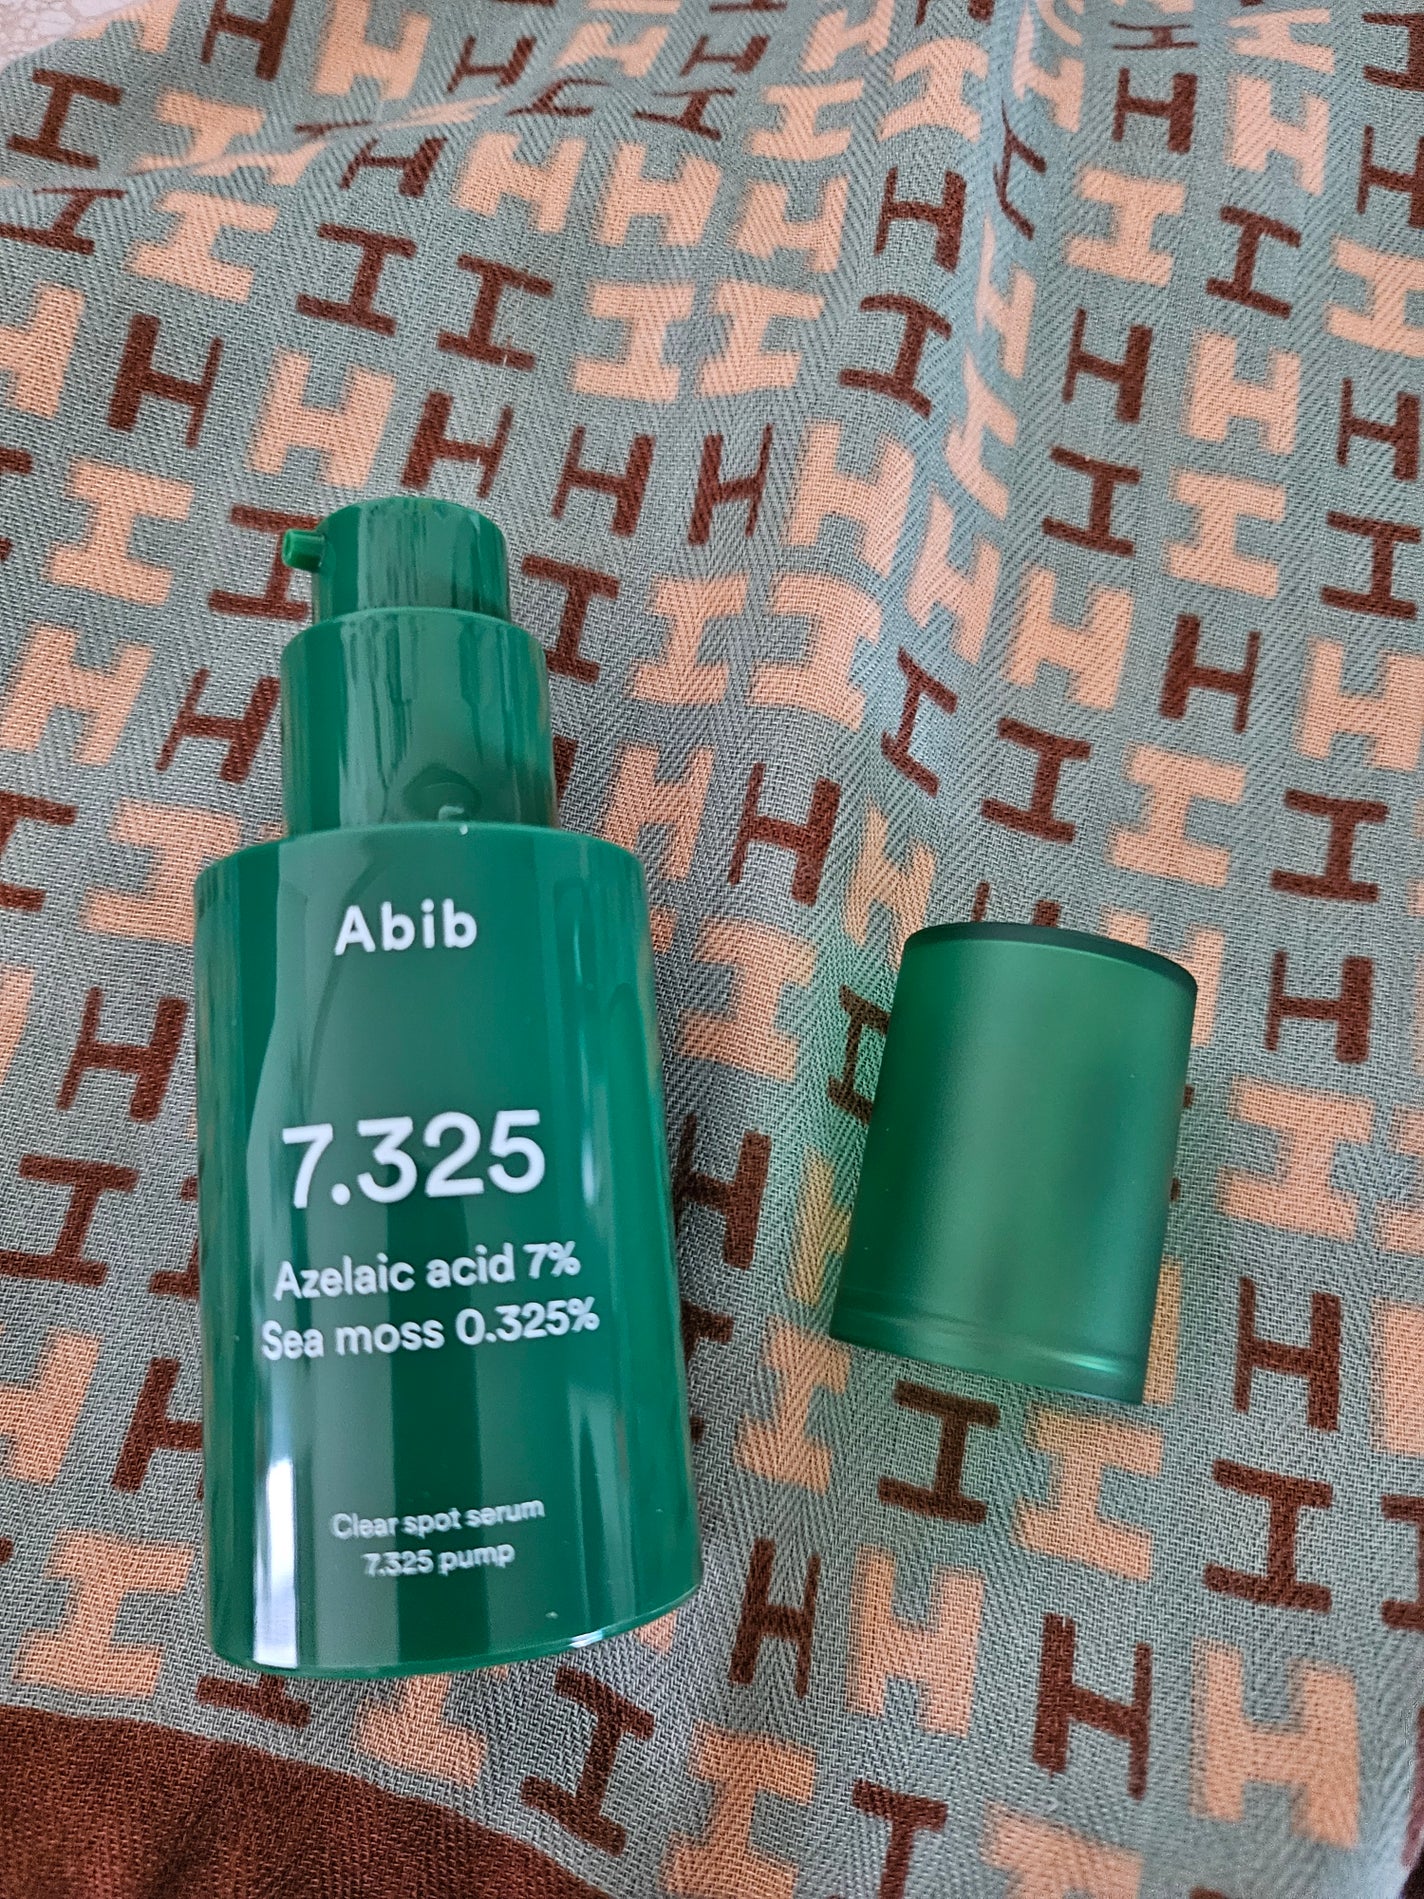 Abib
7.325
Azelaic acid 7%
Sea moss 0.325%
Clear spot serum
7.325 pump